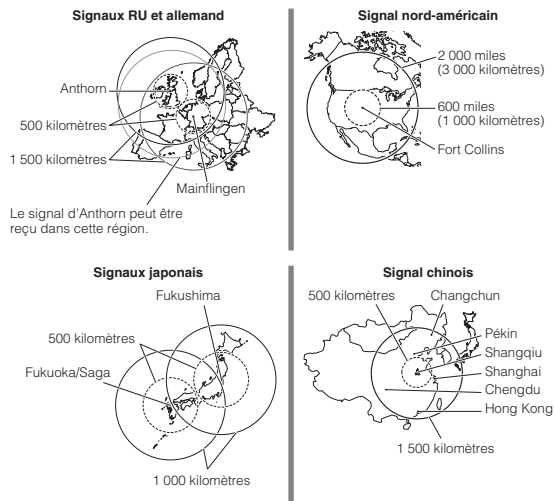 Signaux RU et allemand
Anthorn
500 kilomètres
1 500 kilomètres
Mainflingen
Le signal d'Anthorn peut être
reçu dans cette région.
Signal nord-américain
2 000 miles
(3 000 kilomètres)
600 miles
(1 000 kilomètres)
Fort Collins
Signaux japonais
Fukushima
500 kilomètres
Fukuoka/Saga
1 000 kilomètres
Signal chinois
500 kilomètres
Changchun
Pékin
Shangqiu
Shanghai
Chengdu
Hong Kong
1 500 kilomètres